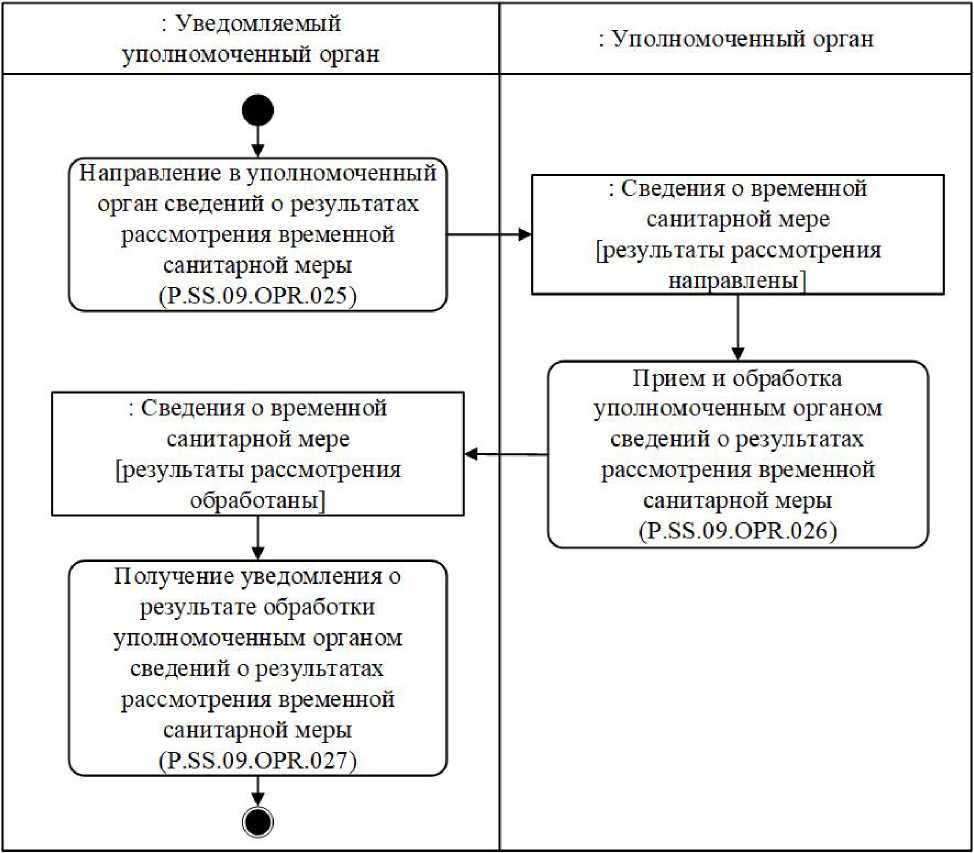 : Уведомляемый
уполномоченный орган
: Уполномоченный орган
Направление в уполномоченный
орган сведений о результатах
рассмотрения временной
санитарной меры
(P.SS.09.OPR.025)
: Сведения о временной
санитарной мере
[результаты рассмотрения
направлены]
Прием и обработка
уполномоченным органом
сведений о результатах
рассмотрения временной
санитарной меры
(P.SS.09.OPR.026)
: Сведения о временной
санитарной мере
[результаты рассмотрения
обработаны]
Получение уведомления о
результате обработки
уполномоченным органом
сведений о результатах
рассмотрения временной
санитарной меры
(P.SS.09.OPR.027)